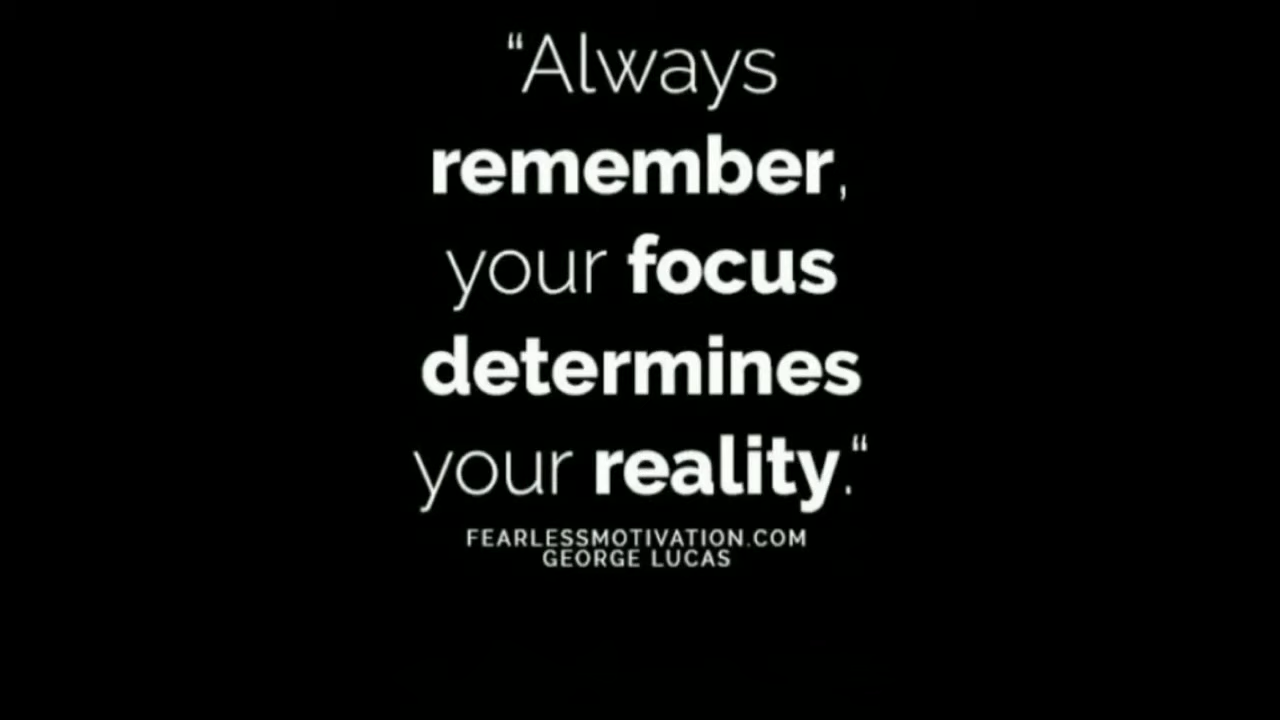 “Always
remember,
your focus
determines
your reality.“
FEARLESSMOTIVATION.COM
GEORGE LUCAS